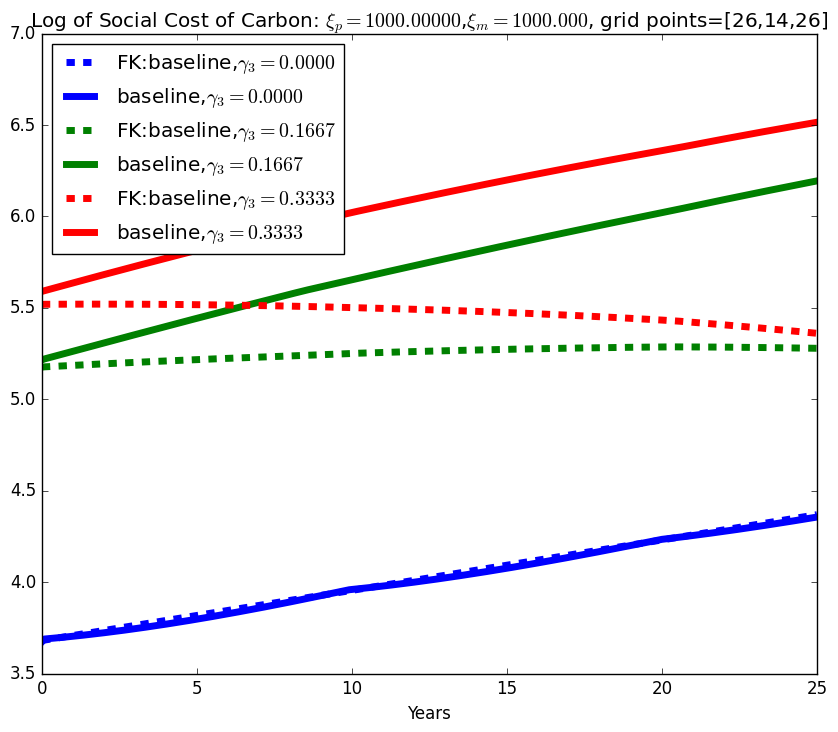 Log of Social Cost of Carbon: ξₚ = 1000.00000,ξₘ = 1000.000, grid points=[26,14,26]
7.0
6.5
6.0
5.5
5.0
4.5
4.0
3.5
FK:baseline,γ₃ = 0.0000
baseline,γ₃ = 0.0000
FK:baseline,γ₃ = 0.1667
baseline,γ₃ = 0.1667
FK:baseline,γ₃ = 0.3333
baseline,γ₃ = 0.3333
0 5 10 15 20 25
Years